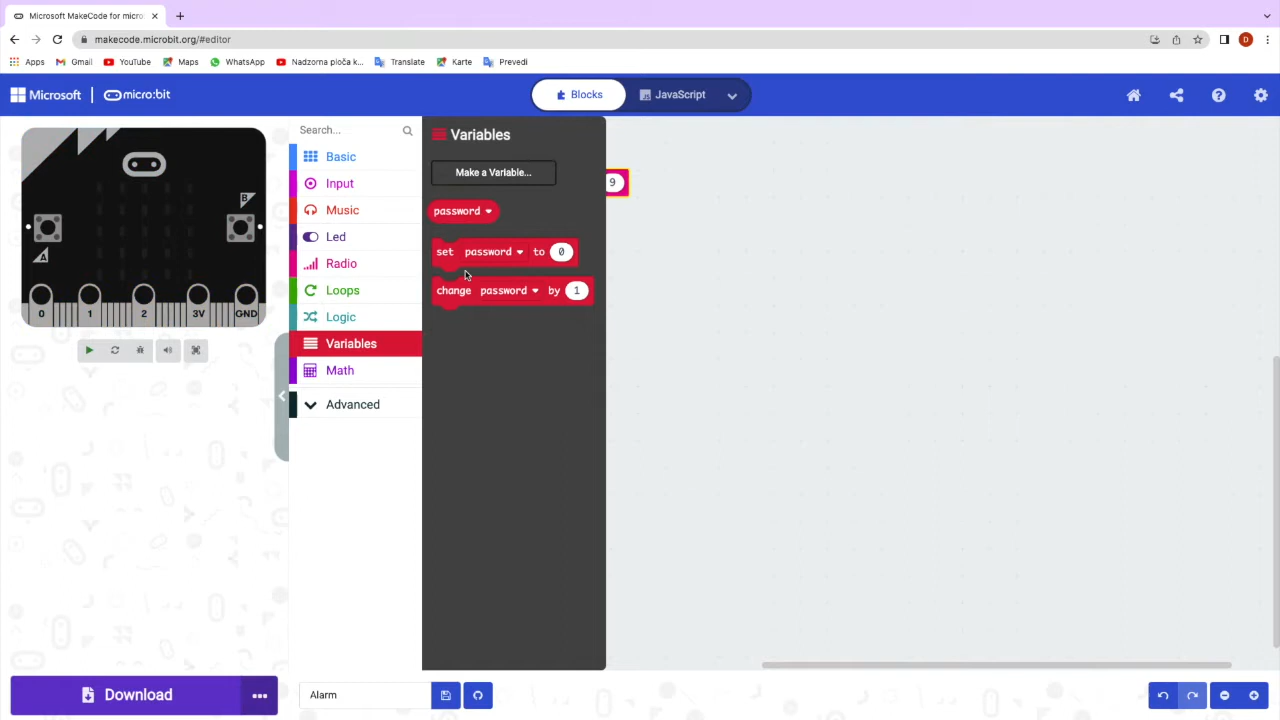 Microsoft MakeCode for micro
makecode.microbit.org/#editor
D
Apps Gmail YouTube Maps WhatsApp Nadzorna ploča k... Translate Karte Prevedi
Microsoft micro:bit Blocks JavaScript
Search...
Basic
Input
Music
Led
Radio
Loops
Logic
Variables
Math
Advanced
Variables
Make a Variable...
password
set password to 0
change password by 1
9
B
A
0 1 2 3V GND
Download
Alarm